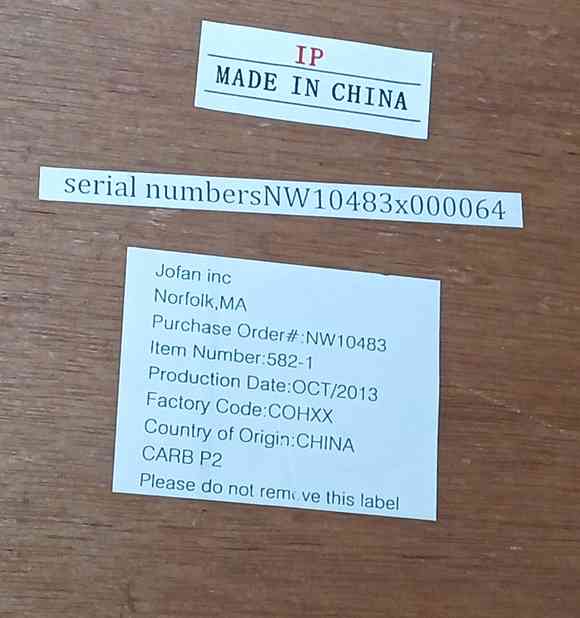 IP
MADE IN CHINA
serial numbersNW10483x000064
Jofan inc
Norfolk,MA
Purchase Order#:NW10483
Item Number:582-1
Production Date:OCT/2013
Factory Code:COHXX
Country of Origin:CHINA
CARB P2
Please do not remove this label